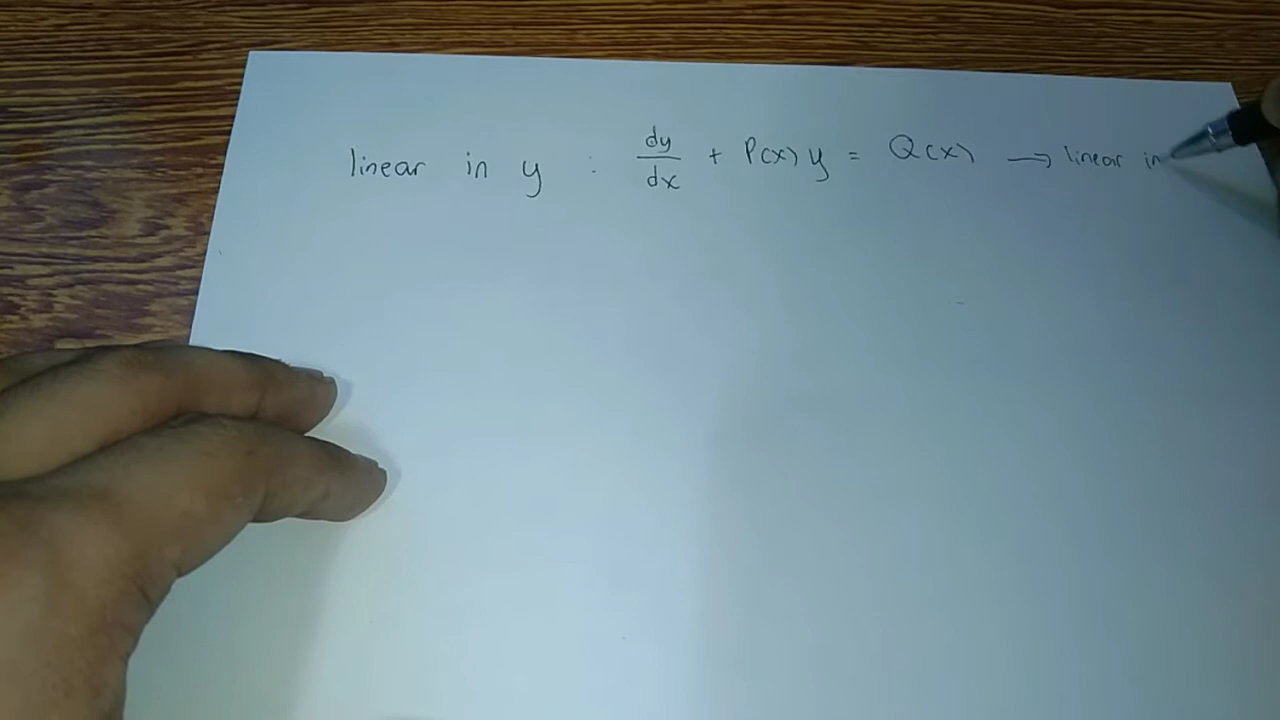 linear in y : dy/dx + P(x) y = Q(x) → linear in